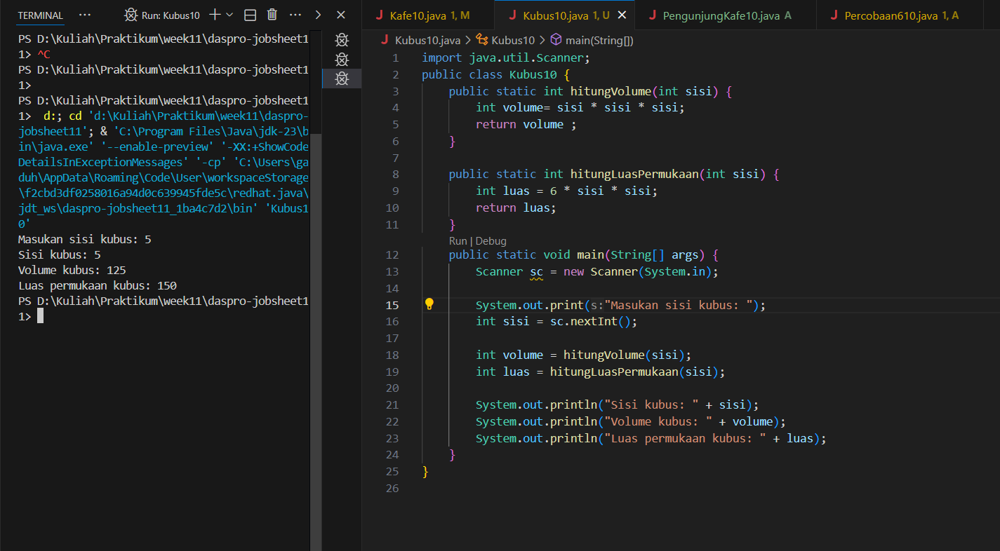 TERMINAL ··· Run: Kubus10
PS D:\Kuliah\Praktikum\week11\daspro-jobsheet1
1> ^C
PS D:\Kuliah\Praktikum\week11\daspro-jobsheet1
1>
PS D:\Kuliah\Praktikum\week11\daspro-jobsheet1
1>  d:; cd 'd:\Kuliah\Praktikum\week11\daspro-
jobsheet11'; & 'C:\Program Files\Java\jdk-23\b
in\java.exe' '--enable-preview' '-XX:+ShowCode
DetailsInExceptionMessages' '-cp' 'C:\Users\ga
duh\AppData\Roaming\Code\User\workspaceStorage
\f2cbd3df0258016a94d0c639945fde5c\redhat.java\
jdt_ws\daspro-jobsheet11_1ba4c7d2\bin' 'Kubus1
0'
Masukan sisi kubus: 5
Sisi kubus: 5
Volume kubus: 125
Luas permukaan kubus: 150
PS D:\Kuliah\Praktikum\week11\daspro-jobsheet1
1>
J Kafe10.java 1, M J Kubus10.java 1, U J PengunjungKafe10.java A J Percobaan610.java 1, A
J Kubus10.java > Kubus10 > main(String[])
1 import java.util.Scanner;
2 public class Kubus10 {
3     public static int hitungVolume(int sisi) {
4         int volume= sisi * sisi * sisi;
5         return volume ;
6     }
7
8     public static int hitungLuasPermukaan(int sisi) {
9         int luas = 6 * sisi * sisi;
10         return luas;
11     }
Run | Debug
12     public static void main(String[] args) {
13         Scanner sc = new Scanner(System.in);
14
15         System.out.print(s:"Masukan sisi kubus: ");
16         int sisi = sc.nextInt();
17
18         int volume = hitungVolume(sisi);
19         int luas = hitungLuasPermukaan(sisi);
20
21         System.out.println("Sisi kubus: " + sisi);
22         System.out.println("Volume kubus: " + volume);
23         System.out.println("Luas permukaan kubus: " + luas);
24     }
25 }
26